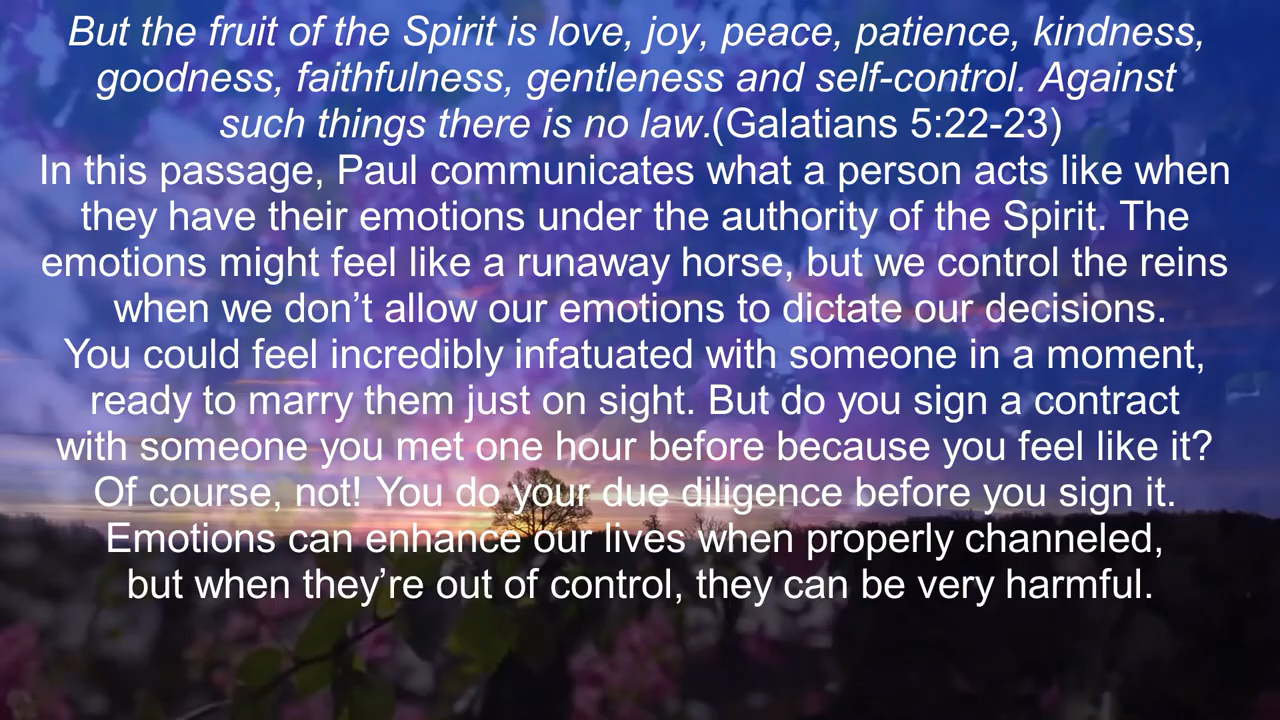 But the fruit of the Spirit is love, joy, peace, patience, kindness,
goodness, faithfulness, gentleness and self-control. Against
such things there is no law.(Galatians 5:22-23)
In this passage, Paul communicates what a person acts like when
they have their emotions under the authority of the Spirit. The
emotions might feel like a runaway horse, but we control the reins
when we don’t allow our emotions to dictate our decisions.
You could feel incredibly infatuated with someone in a moment,
ready to marry them just on sight. But do you sign a contract
with someone you met one hour before because you feel like it?
Of course, not! You do your due diligence before you sign it.
Emotions can enhance our lives when properly channeled,
but when they’re out of control, they can be very harmful.